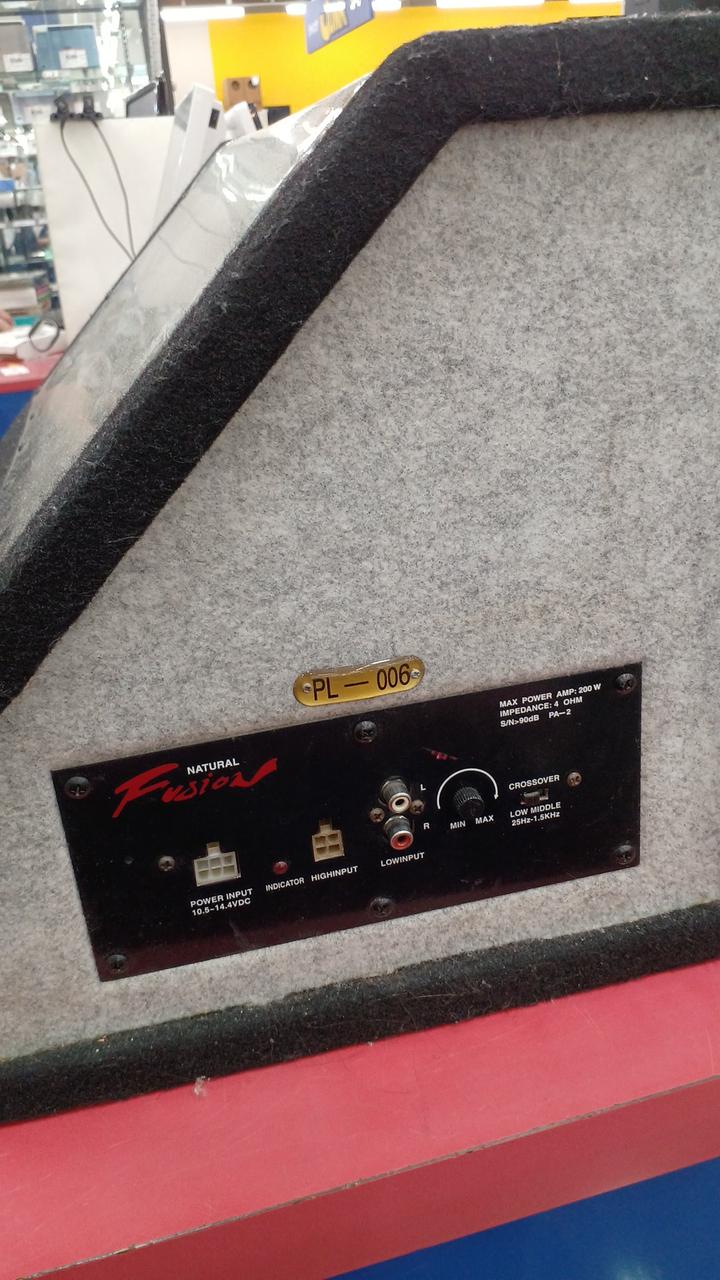 PL — 006
MAX POWER AMP: 200 W
IMPEDANCE: 4 OHM
S/N>90dB PA-2
NATURAL
Fusion
L
R
LOWINPUT
MIN MAX
CROSSOVER
LOW MIDDLE
25Hz-1.5KHz
POWER INPUT
10.5-14.4VDC
INDICATOR
HIGHINPUT